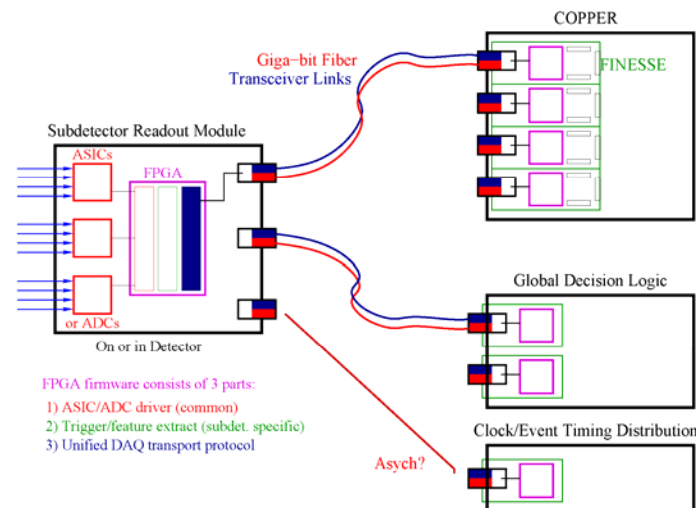 COPPER
Giga-bit Fiber
Transceiver Links
FINESSE
Subdetector Readout Module
ASICs
FPGA
or ADCs
On or in Detector
Global Decision Logic
FPGA firmware consists of 3 parts:
1) ASIC/ADC driver (common)
2) Trigger/feature extract (subdet. specific)
3) Unified DAQ transport protocol
Clock/Event Timing Distribution
Asych?